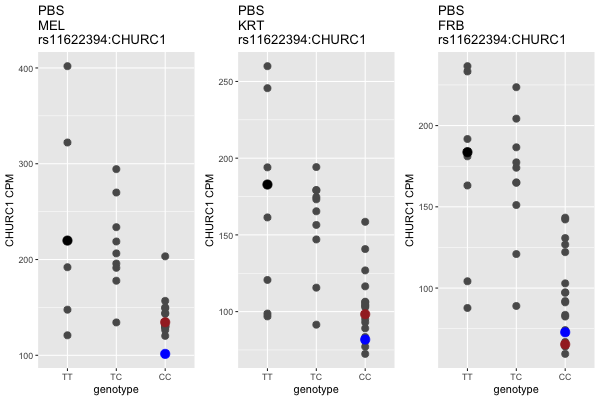 PBS
MEL
rs11622394:CHURC1
400
300
200
100
CHURC1 CPM
TT
TC
CC
genotype
PBS
KRT
rs11622394:CHURC1
250
200
150
100
CHURC1 CPM
TT
TC
CC
genotype
PBS
FRB
rs11622394:CHURC1
200
150
100
CHURC1 CPM
TT
TC
CC
genotype